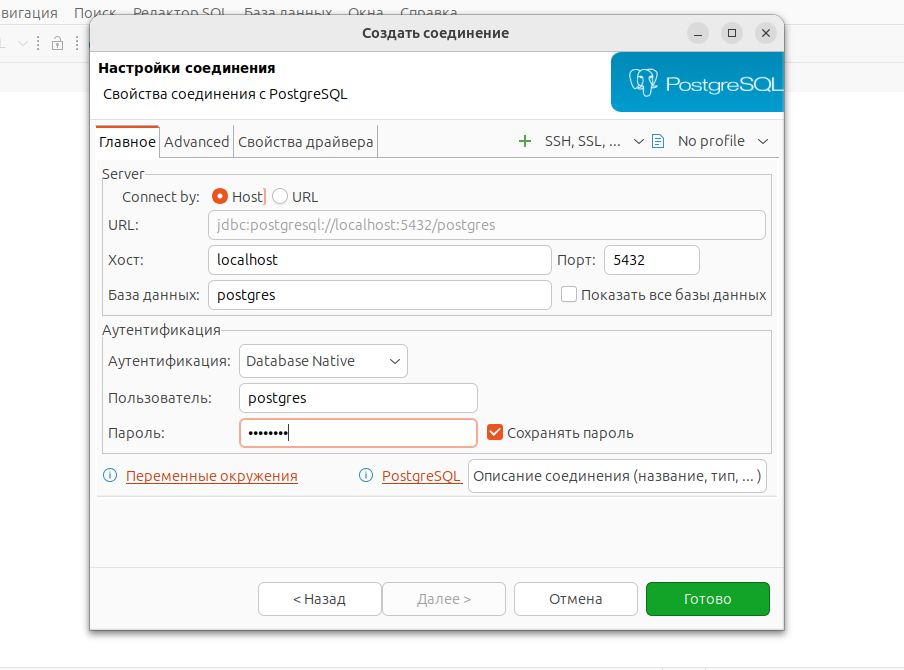 вигация Поиск Редактор SQL База данных Окна Справка
Создать соединение
Настройки соединения
Свойства соединения с PostgreSQL
PostgreSQL
Главное Advanced Свойства драйвера + SSH, SSL, ... No profile
Server
Connect by: Host URL
URL: jdbc:postgresql://localhost:5432/postgres
Хост: localhost Порт: 5432
База данных: postgres Показать все базы данных
Аутентификация
Аутентификация: Database Native
Пользователь: postgres
Пароль: •••••••• Сохранять пароль
Переменные окружения PostgreSQL Описание соединения (название, тип, ... )
< Назад Далее > Отмена Готово